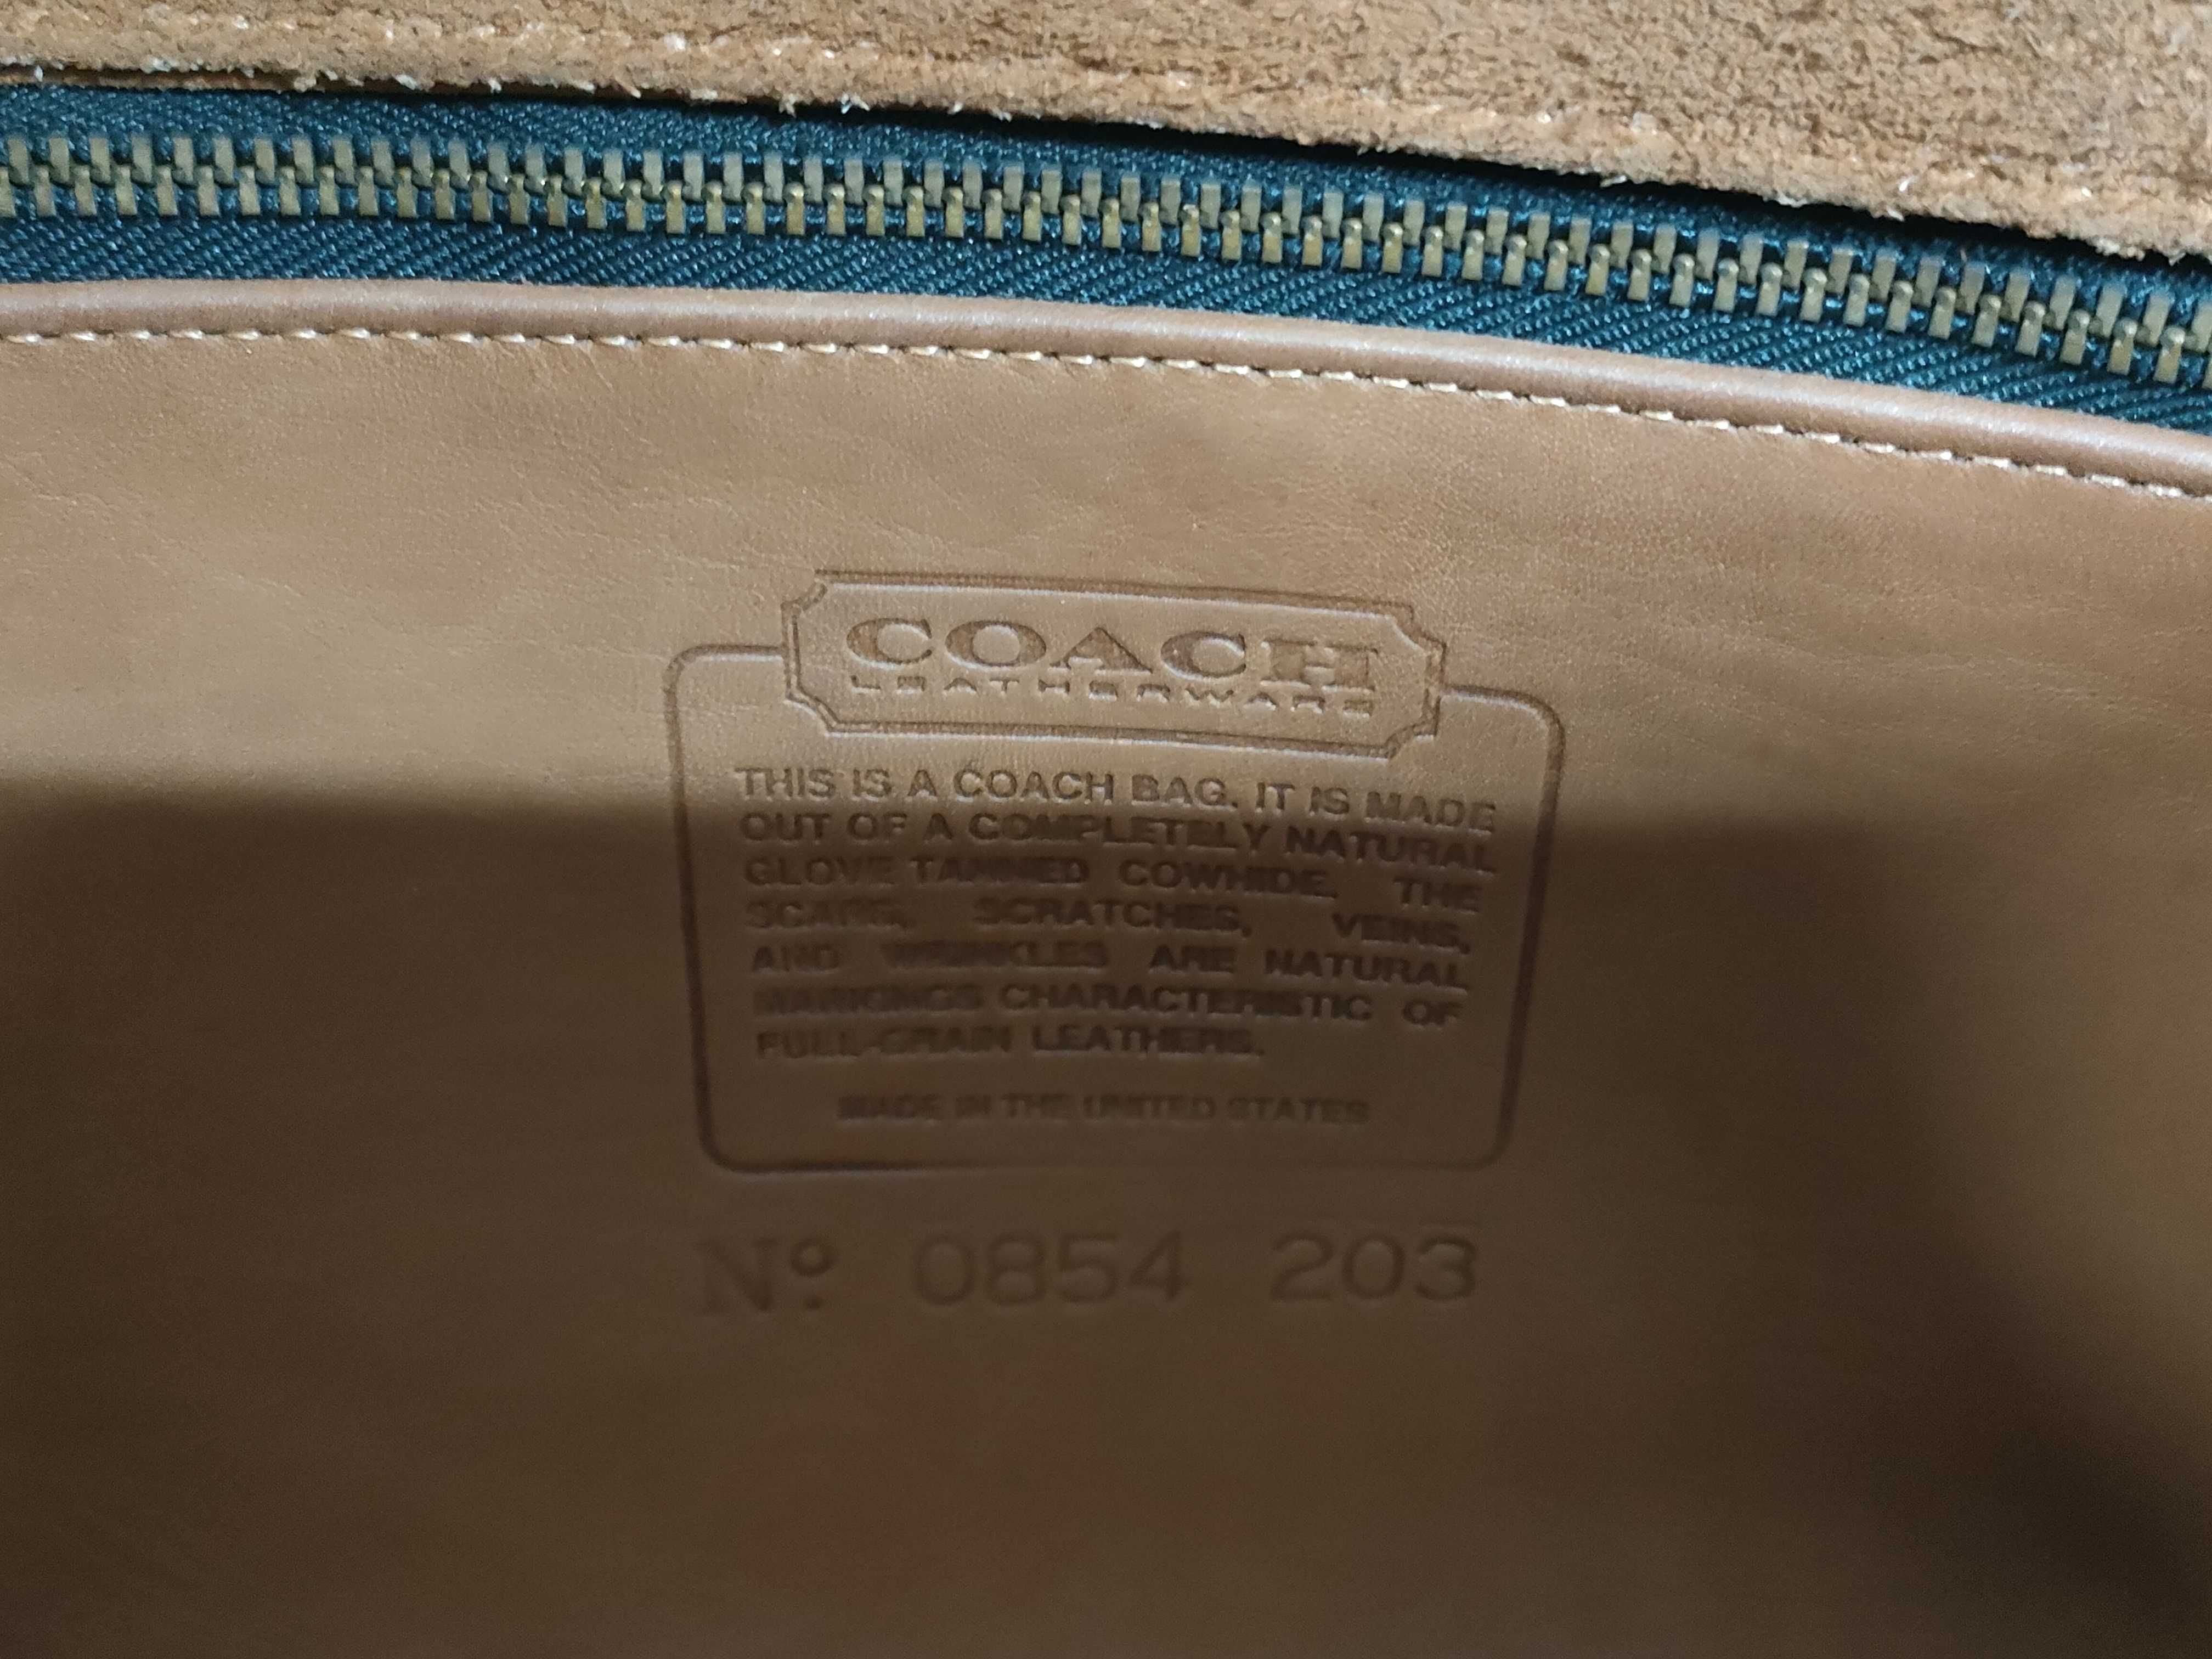 COACH
LEATHERWARE
THIS IS A COACH BAG. IT IS MADE
OUT OF A COMPLETELY NATURAL
GLOVE TANNED COWHIDE. THE
SCARS, SCRATCHES, VEINS,
AND WRINKLES ARE NATURAL
MARKINGS CHARACTERISTIC OF
FULL-GRAIN LEATHERS.
MADE IN THE UNITED STATES
Nº 0854 203